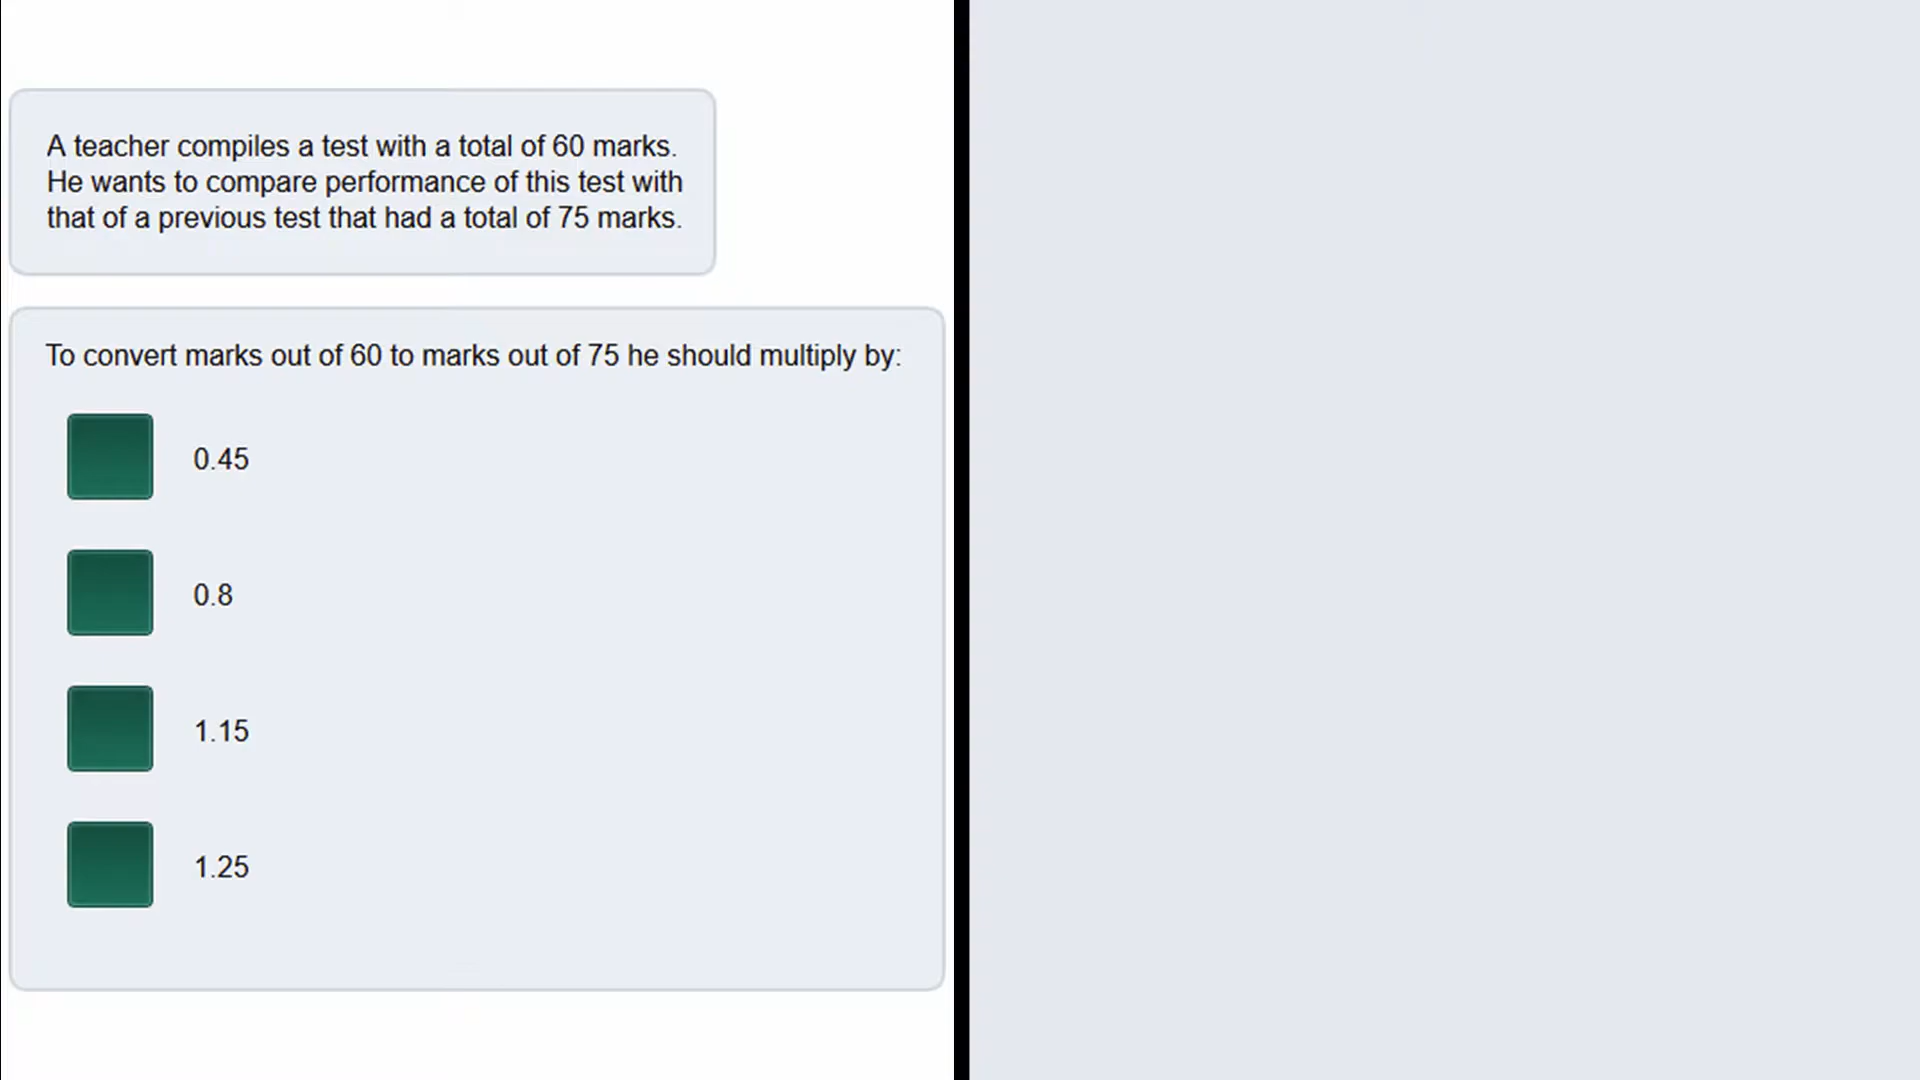 A teacher compiles a test with a total of 60 marks.
He wants to compare performance of this test with
that of a previous test that had a total of 75 marks.
To convert marks out of 60 to marks out of 75 he should multiply by:
0.45
0.8
1.15
1.25